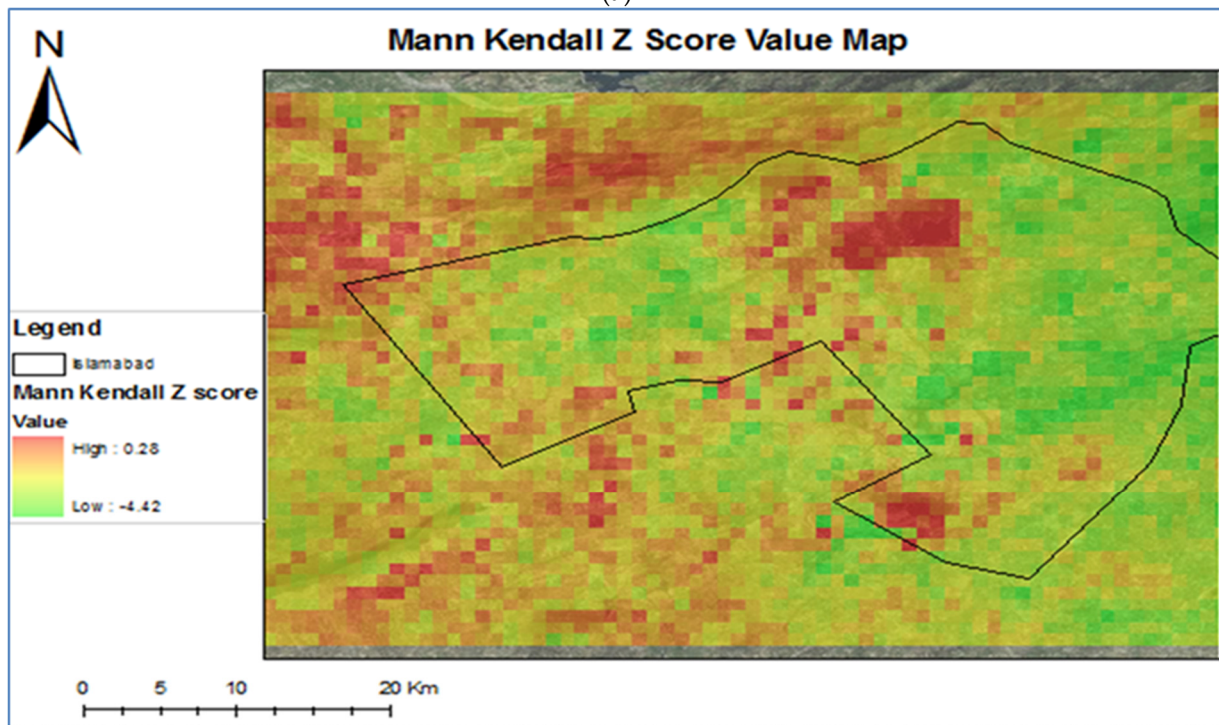 N
Mann Kendall Z Score Value Map
Legend
Islamabad
Mann Kendall Z score
Value
High : 0.28
Low : -4.42
0 5 10 20 Km